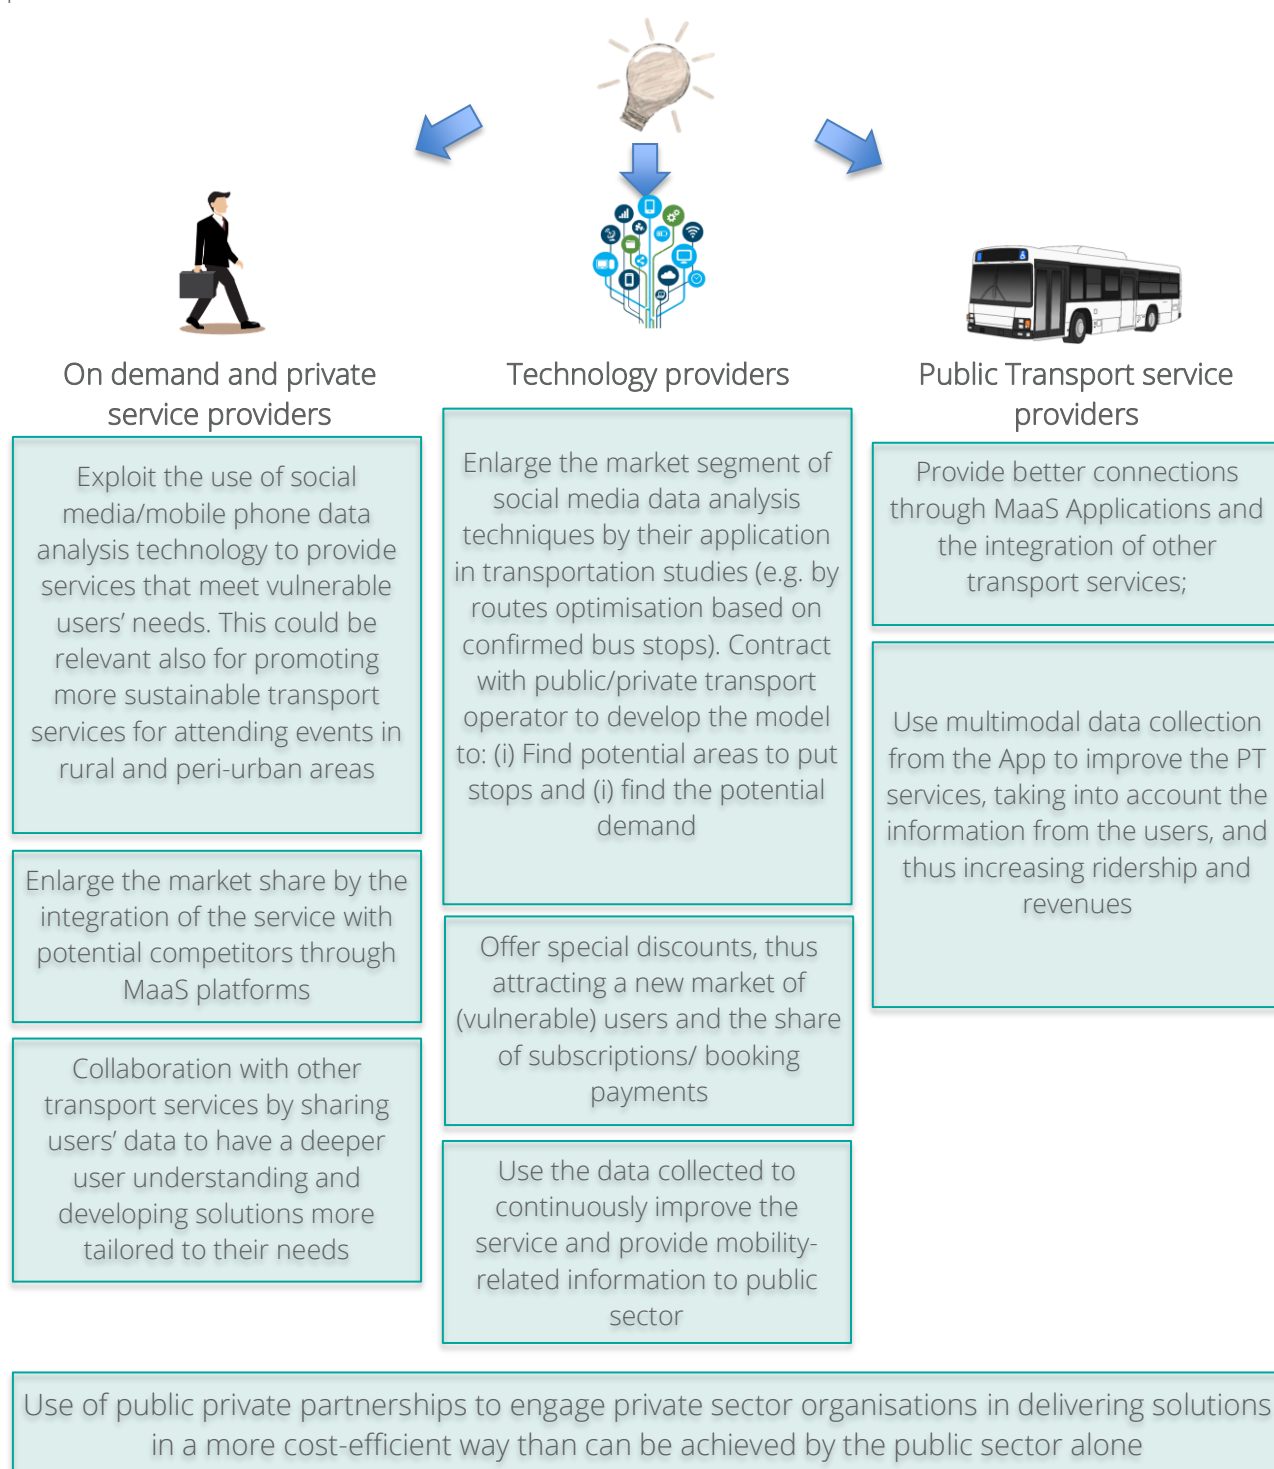 On demand and private
service providers
Exploit the use of social
media/mobile phone data
analysis technology to provide
services that meet vulnerable
users’ needs. This could be
relevant also for promoting
more sustainable transport
services for attending events in
rural and peri-urban areas
Enlarge the market share by the
integration of the service with
potential competitors through
MaaS platforms
Collaboration with other
transport services by sharing
users’ data to have a deeper
user understanding and
developing solutions more
tailored to their needs
Technology providers
Enlarge the market segment of
social media data analysis
techniques by their application
in transportation studies (e.g. by
routes optimisation based on
confirmed bus stops). Contract
with public/private transport
operator to develop the model
to: (i) Find potential areas to put
stops and (i) find the potential
demand
Offer special discounts, thus
attracting a new market of
(vulnerable) users and the share
of subscriptions/ booking
payments
Use the data collected to
continuously improve the
service and provide mobility-
related information to public
sector
Public Transport service
providers
Provide better connections
through MaaS Applications and
the integration of other
transport services;
Use multimodal data collection
from the App to improve the PT
services, taking into account the
information from the users, and
thus increasing ridership and
revenues
Use of public private partnerships to engage private sector organisations in delivering solutions
in a more cost-efficient way than can be achieved by the public sector alone